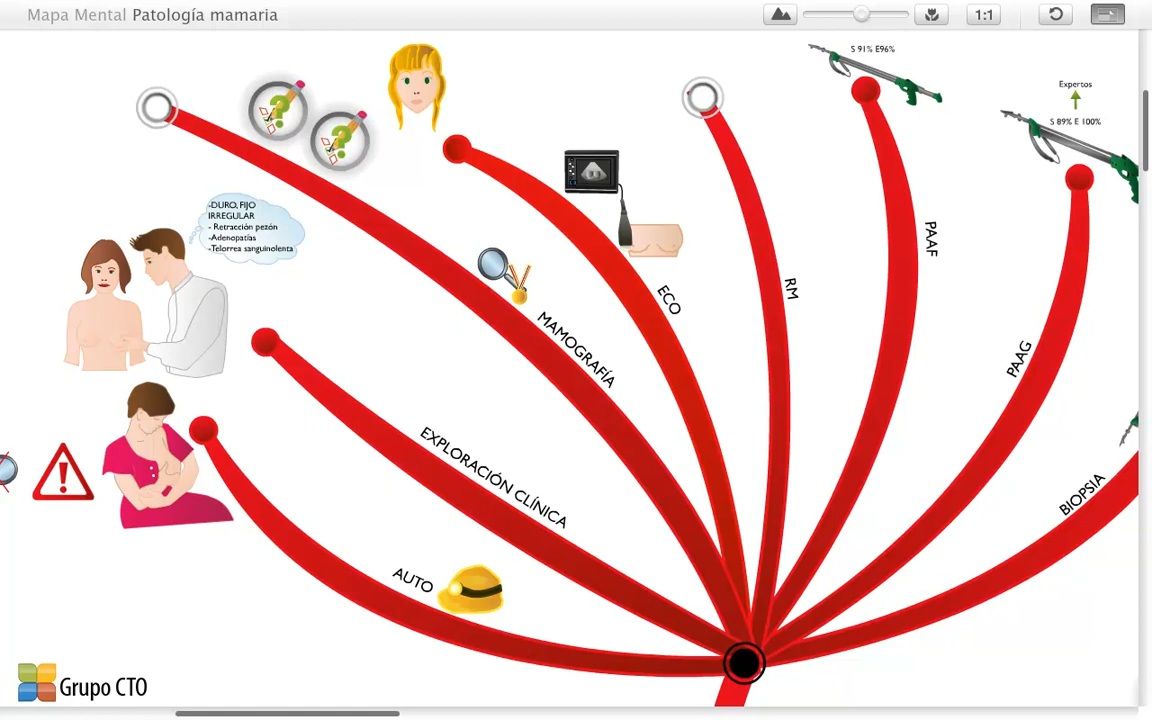 Mapa Mental Patología mamaria
1:1
S 91% E96%
Expertos
S 89% E 100%
-DURO, FIJO
IRREGULAR
- Retracción pezón
-Adenopatías
-Telorrea sanguinolenta
PAAF
RM
ECO
MAMOGRAFÍA
PAAG
EXPLORACIÓN CLÍNICA
BIOPSIA
AUTO
Grupo CTO